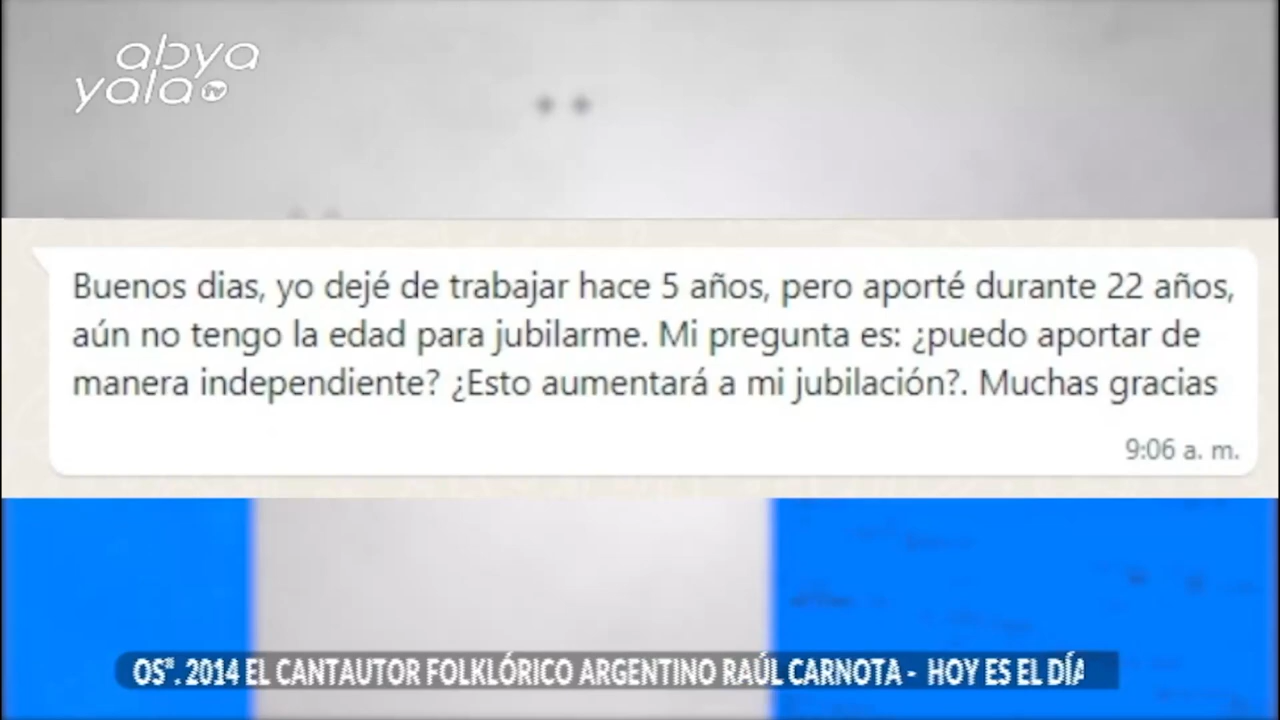 abya
yala tv
Buenos dias, yo dejé de trabajar hace 5 años, pero aporté durante 22 años,
aún no tengo la edad para jubilarme. Mi pregunta es: ¿puedo aportar de
manera independiente? ¿Esto aumentará a mi jubilación?. Muchas gracias
9:06 a. m.
OS". 2014 EL CANTAUTOR FOLKLÓRICO ARGENTINO RAÚL CARNOTA - HOY ES EL DÍA